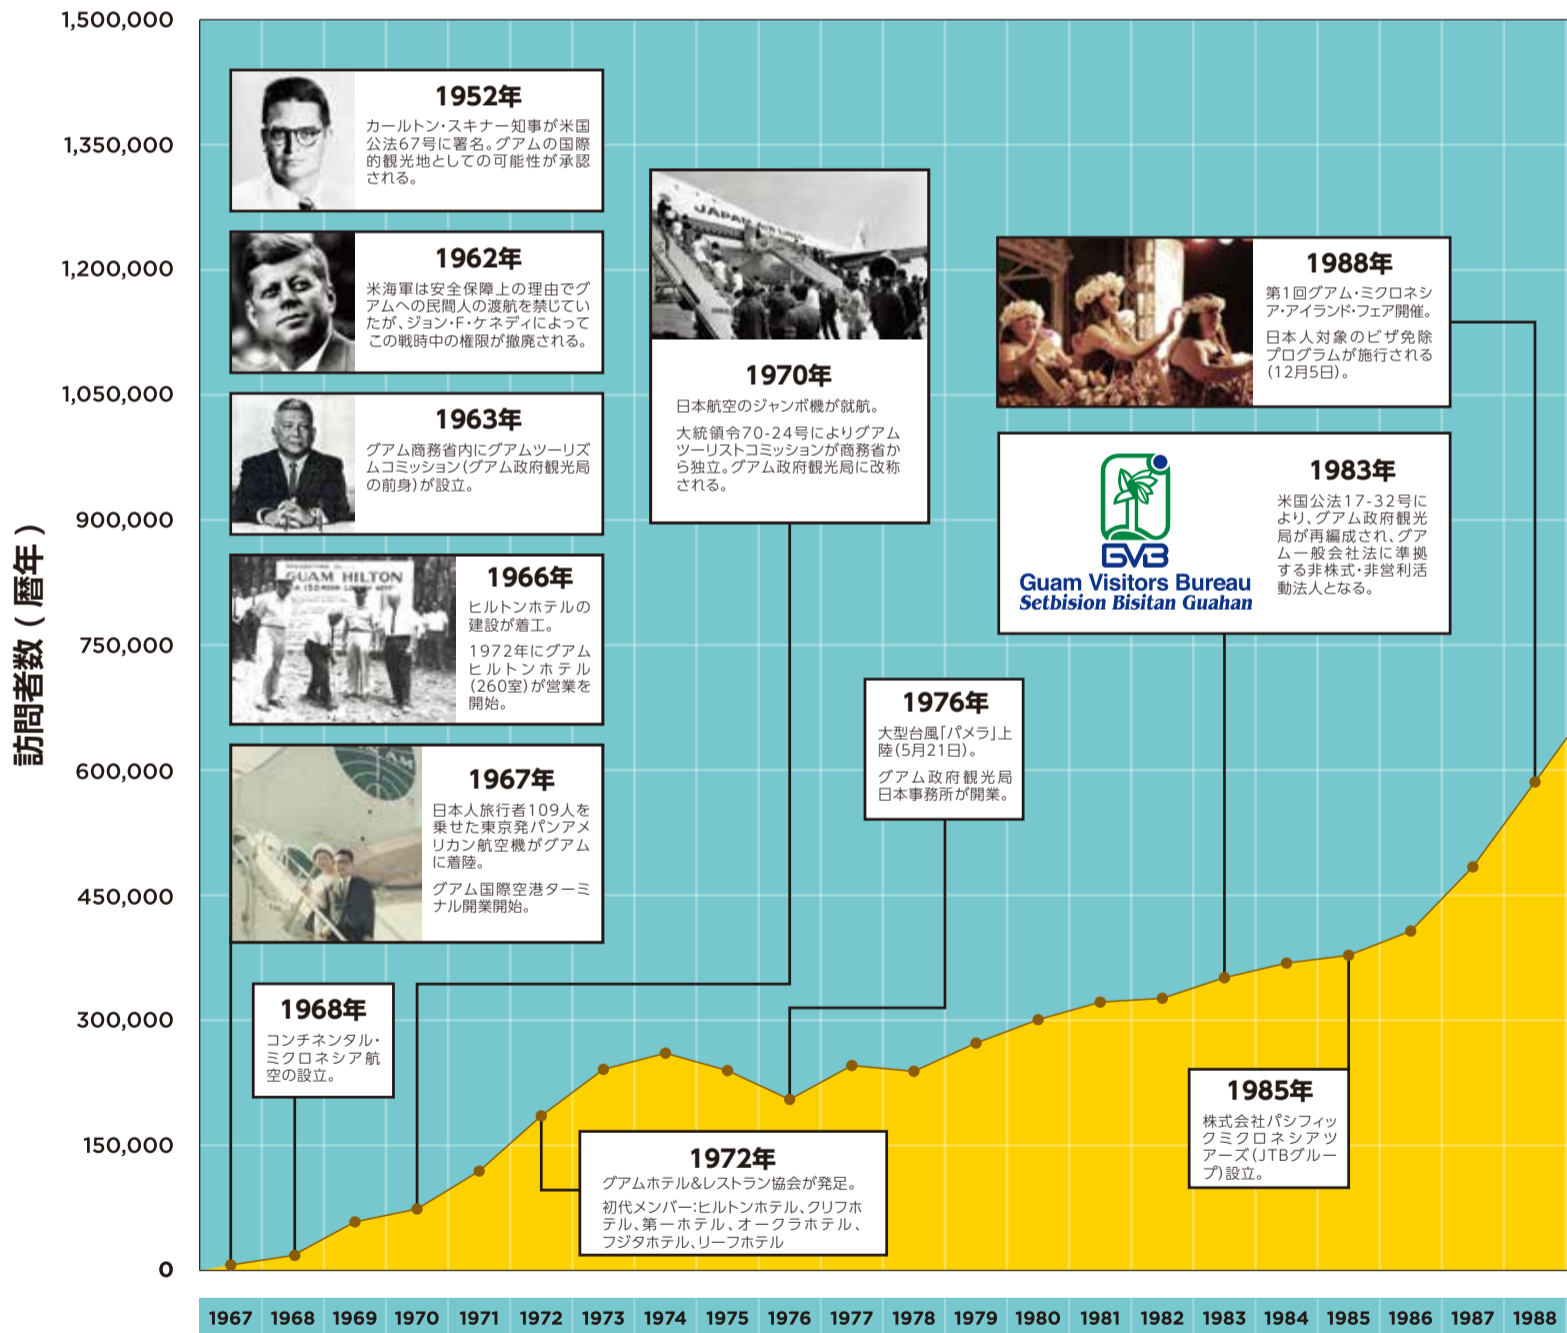 訪問者数 ( 暦年 )
1,500,000
1,350,000
1,200,000
1,050,000
900,000
750,000
600,000
450,000
300,000
150,000
0
1952年
カールトン・スキナー知事が米国
公法67号に署名。グアムの国際
的観光地としての可能性が承認
される。
1962年
米海軍は安全保障上の理由でグ
アムへの民間人の渡航を禁じてい
たが、ジョン・F・ケネディによって
この戦時中の権限が撤廃される。
1963年
グアム商務省内にグアムツーリズ
ムコミッション(グアム政府観光局
の前身)が設立。
GUAM HILTON
1966年
ヒルトンホテルの
建設が着工。
1972年にグアム
ヒルトンホテル
(260室)が営業を
開始。
1967年
日本人旅行者109人を
乗せた東京発パンアメ
リカン航空機がグアム
に着陸。
グアム国際空港ターミ
ナル開業開始。
1968年
コンチネンタル・
ミクロネシア航
空の設立。
JAPAN AIR LINES
1970年
日本航空のジャンボ機が就航。
大統領令70-24号によりグアム
ツーリストコミッションが商務省か
ら独立。グアム政府観光局に改称
される。
1972年
グアムホテル&レストラン協会が発足。
初代メンバー:ヒルトンホテル、クリフホ
テル、第一ホテル、オークラホテル、
フジタホテル、リーフホテル
1976年
大型台風「パメラ」上
陸(5月21日)。
グアム政府観光局
日本事務所が開業。
1988年
第1回グアム・ミクロネシ
ア・アイランド・フェア開催。
日本人対象のビザ免除
プログラムが施行される
(12月5日)。
GVB
Guam Visitors Bureau
Setbision Bisitan Guahan
1983年
米国公法17-32号に
より、グアム政府観光
局が再編成され、グア
ム一般会社法に準拠
する非株式・非営利活
動法人となる。
1985年
株式会社パシフィッ
クミクロネシアツ
アーズ(JTBグルー
プ)設立。
1967 1968 1969 1970 1971 1972 1973 1974 1975 1976 1977 1978 1979 1980 1981 1982 1983 1984 1985 1986 1987 1988